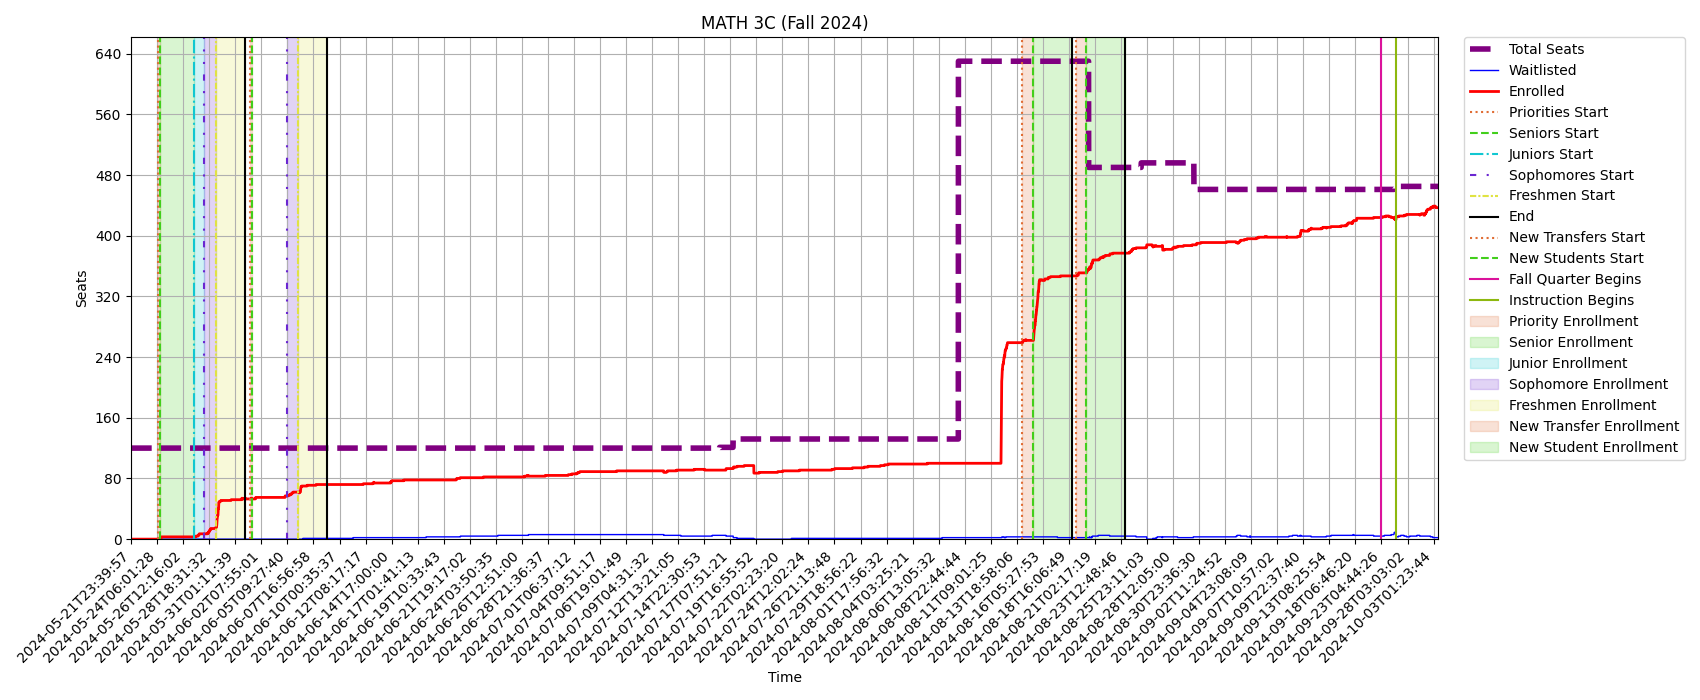 MATH 3C (Fall 2024)
640
560
480
400
320
240
160
80
0
Seats
2024-05-21T23:39:57
2024-05-24T06:01:28
2024-05-26T12:16:02
2024-05-28T18:31:32
2024-05-31T01:11:39
2024-06-02T07:55:01
2024-06-05T09:27:40
2024-06-07T16:56:58
2024-06-10T00:35:37
2024-06-12T08:17:17
2024-06-14T17:00:00
2024-06-17T01:41:13
2024-06-19T10:33:43
2024-06-21T19:17:02
2024-06-24T03:50:35
2024-06-26T12:51:00
2024-06-28T21:36:37
2024-07-01T06:37:12
2024-07-04T09:51:17
2024-07-06T19:01:49
2024-07-09T04:31:32
2024-07-12T13:21:05
2024-07-14T22:30:53
2024-07-17T07:51:21
2024-07-19T16:55:52
2024-07-22T02:23:20
2024-07-24T12:02:24
2024-07-26T21:13:48
2024-07-29T18:56:22
2024-08-01T17:56:32
2024-08-04T03:25:21
2024-08-06T13:05:32
2024-08-08T22:44:44
2024-08-11T09:01:25
2024-08-13T18:58:06
2024-08-16T05:27:53
2024-08-18T16:06:49
2024-08-21T02:17:19
2024-08-23T12:48:46
2024-08-25T23:11:03
2024-08-28T12:05:00
2024-08-30T23:36:30
2024-09-02T11:24:52
2024-09-04T23:08:09
2024-09-07T10:57:02
2024-09-09T22:37:40
2024-09-13T08:25:54
2024-09-18T06:46:20
2024-09-23T04:44:26
2024-09-28T03:03:02
2024-10-03T01:23:44
Time
Total Seats
Waitlisted
Enrolled
Priorities Start
Seniors Start
Juniors Start
Sophomores Start
Freshmen Start
End
New Transfers Start
New Students Start
Fall Quarter Begins
Instruction Begins
Priority Enrollment
Senior Enrollment
Junior Enrollment
Sophomore Enrollment
Freshmen Enrollment
New Transfer Enrollment
New Student Enrollment